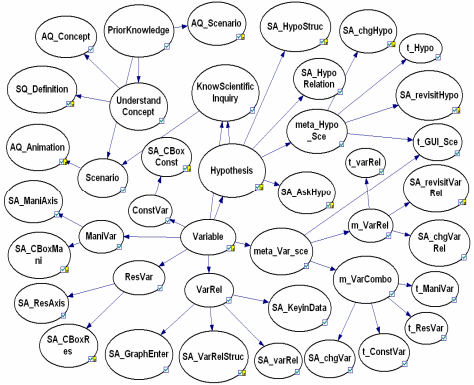 AQ_Concept
PriorKnowledge
AQ_Scenario
SA_HypoStruc
SA_chgHypo
t_Hypo
SQ_Definition
Understand
Concept
KnowScientific
Inquiry
SA_Hypo
Relation
SA_revisitHypo
meta_Hypo
_Sce
AQ_Animation
Scenario
SA_CBox
Const
Hypothesis
t_GUI_Sce
t_varRel
SA_AskHypo
SA_revisitVar
Rel
SA_ManiAxis
ConstVar
m_VarRel
ManiVar
Variable
SA_chgVar
Rel
SA_CBoxMa
ni
meta_Var_sce
ResVar
VarRel
m_VarCombo
t_ManiVar
SA_ResAxis
SA_KeyinData
t_ResVar
SA_CBoxR
es
SA_GraphEnter
SA_VarRelStruc
SA_varRel
SA_chgVar
t_ConstVar